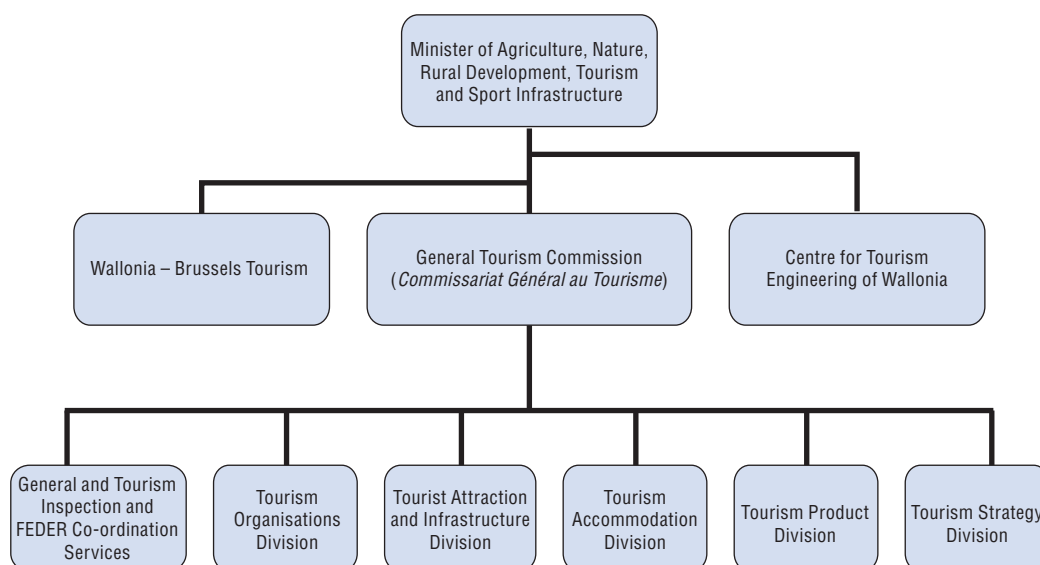 Minister of Agriculture, Nature,
Rural Development, Tourism
and Sport Infrastructure
Wallonia – Brussels Tourism
General Tourism Commission
(Commissariat Général au Tourisme)
Centre for Tourism
Engineering of Wallonia
General and Tourism
Inspection and
FEDER Co-ordination
Services
Tourism
Organisations
Division
Tourist Attraction
and Infrastructure
Division
Tourism
Accommodation
Division
Tourism Product
Division
Tourism Strategy
Division